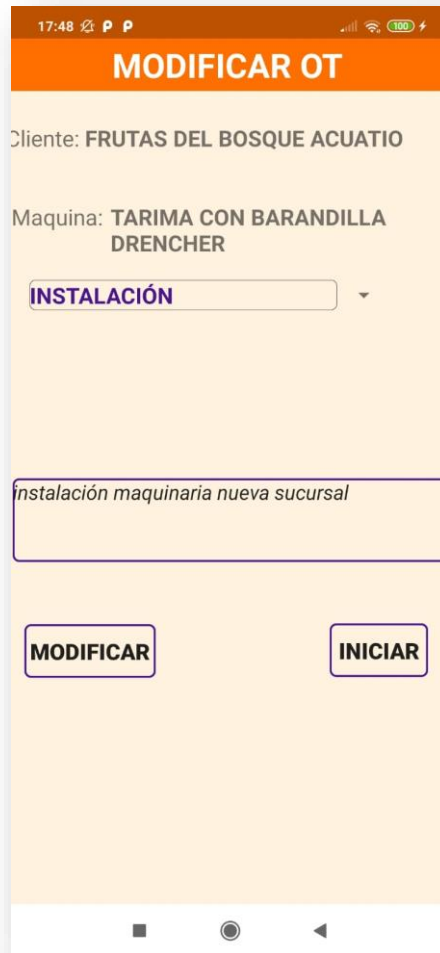 17:48 P P 100
MODIFICAR OT
Cliente: FRUTAS DEL BOSQUE ACUATIO
Maquina: TARIMA CON BARANDILLA
DRENCHER
INSTALACIÓN
instalación maquinaria nueva sucursal
MODIFICAR INICIAR